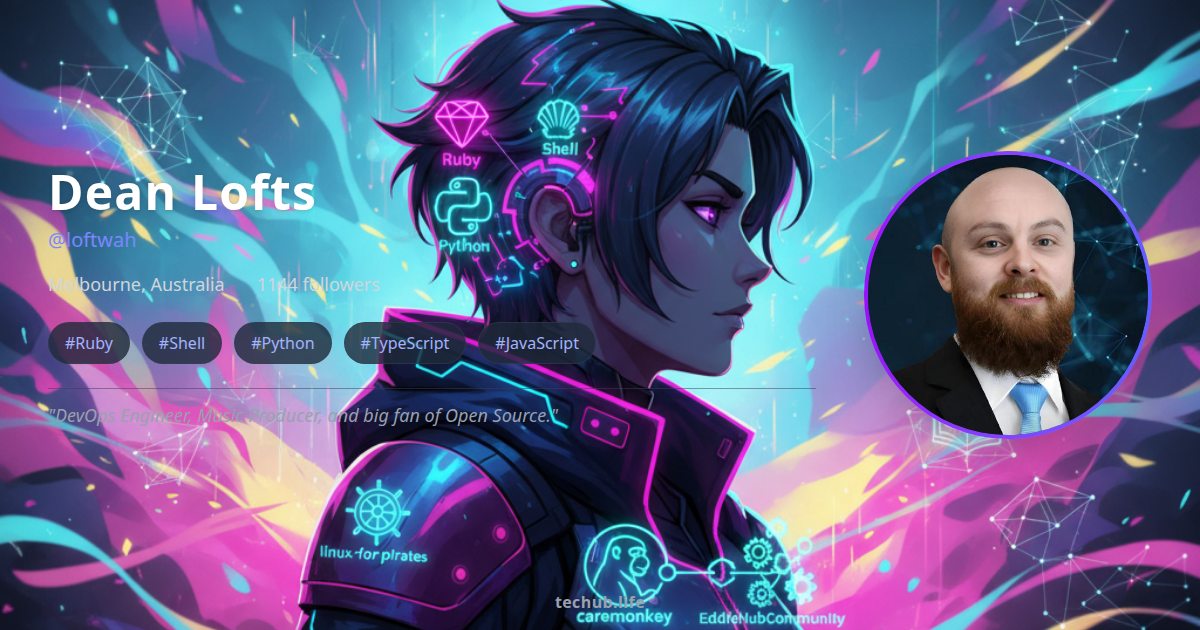 Ruby
Shell
Python
Dean Lofts
@loftwah
Melbourne, Australia 1144 followers
#Ruby #Shell #Python #TypeScript #JavaScript
"DevOps Engineer, Music Producer, and big fan of Open Source."
linux-for-pirates
techub.life
caremonkey
EddieHubCommunity